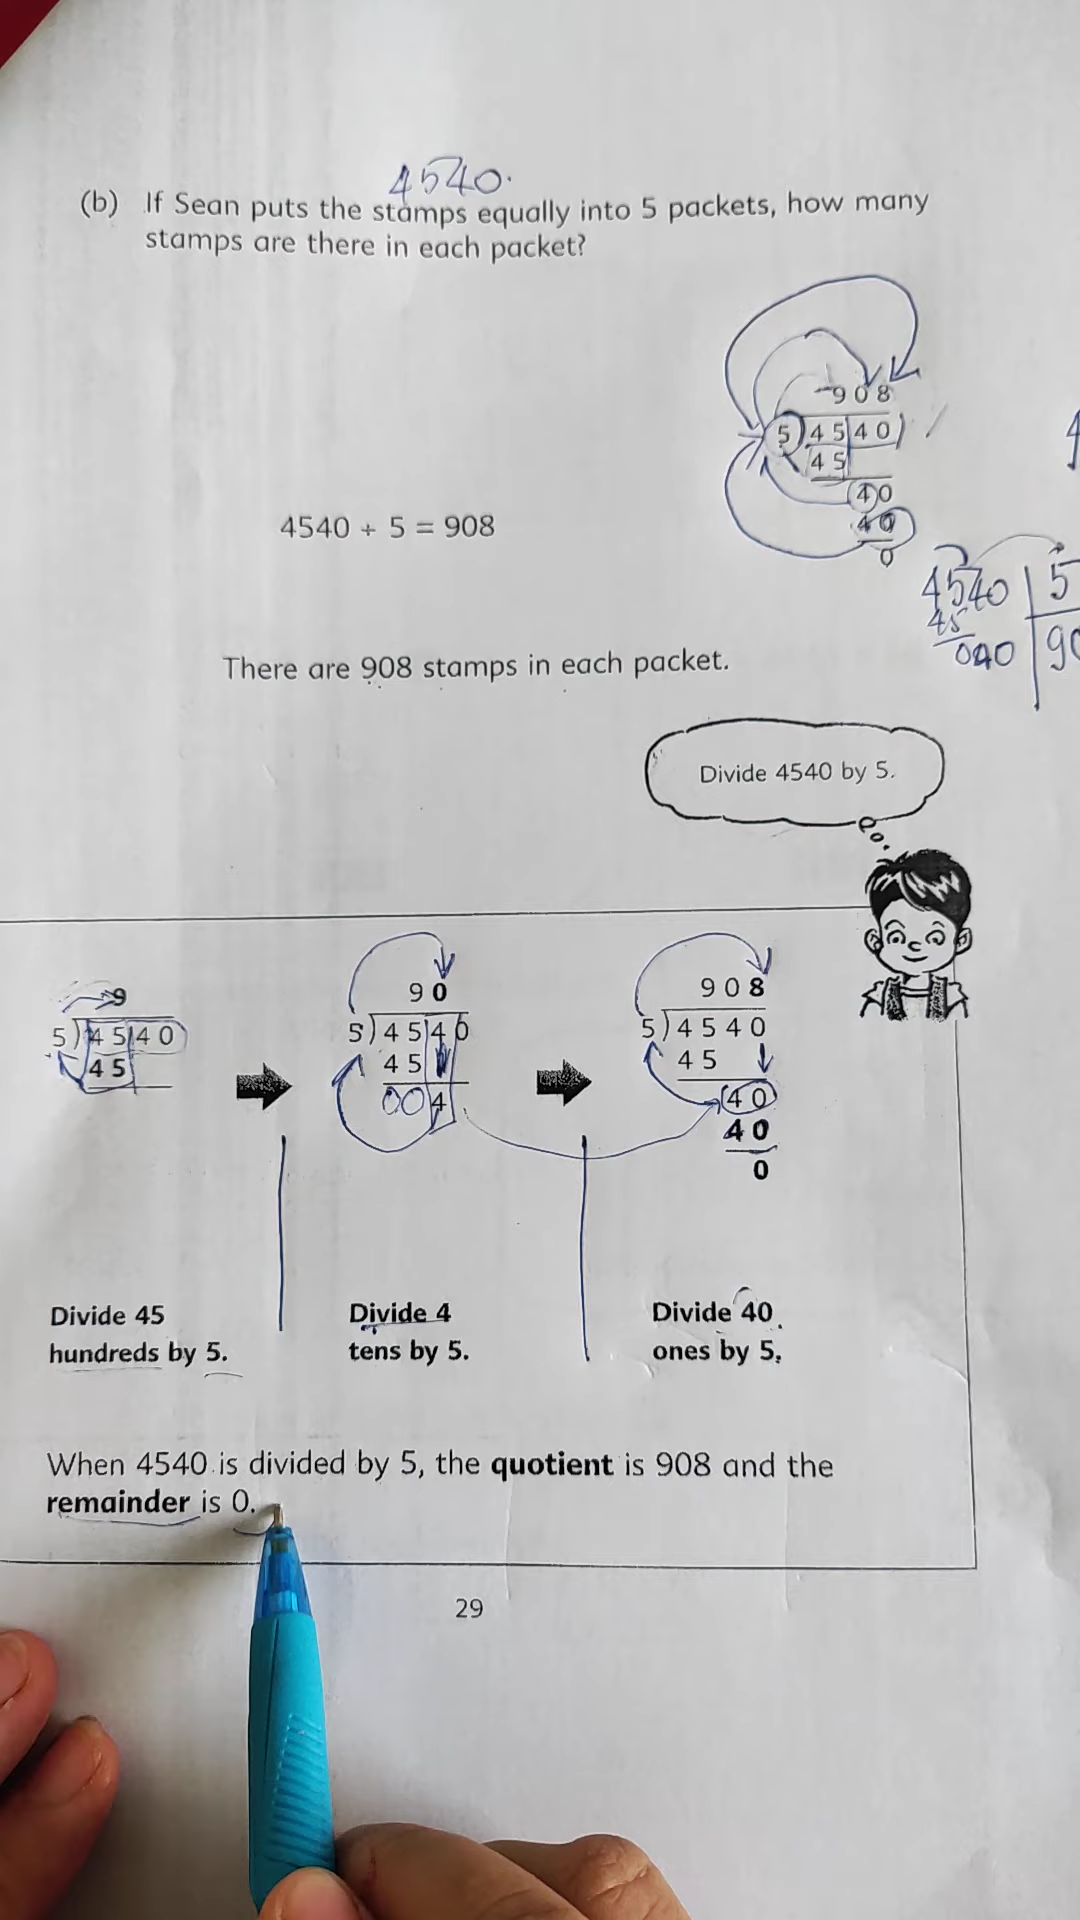 4540.
(b) If Sean puts the stamps equally into 5 packets, how many
stamps are there in each packet?
908
5)4540
45
40
40
0
4540 ÷ 5 = 908
4540 5
45
040
There are 908 stamps in each packet.
Divide 4540 by 5.
9
5)4540
45
90
5)4540
45
004
908
5)4540
45
40
40
0
Divide 45
hundreds by 5.
Divide 4
tens by 5.
Divide 40
ones by 5.
When 4540 is divided by 5, the quotient is 908 and the
remainder is 0.
29